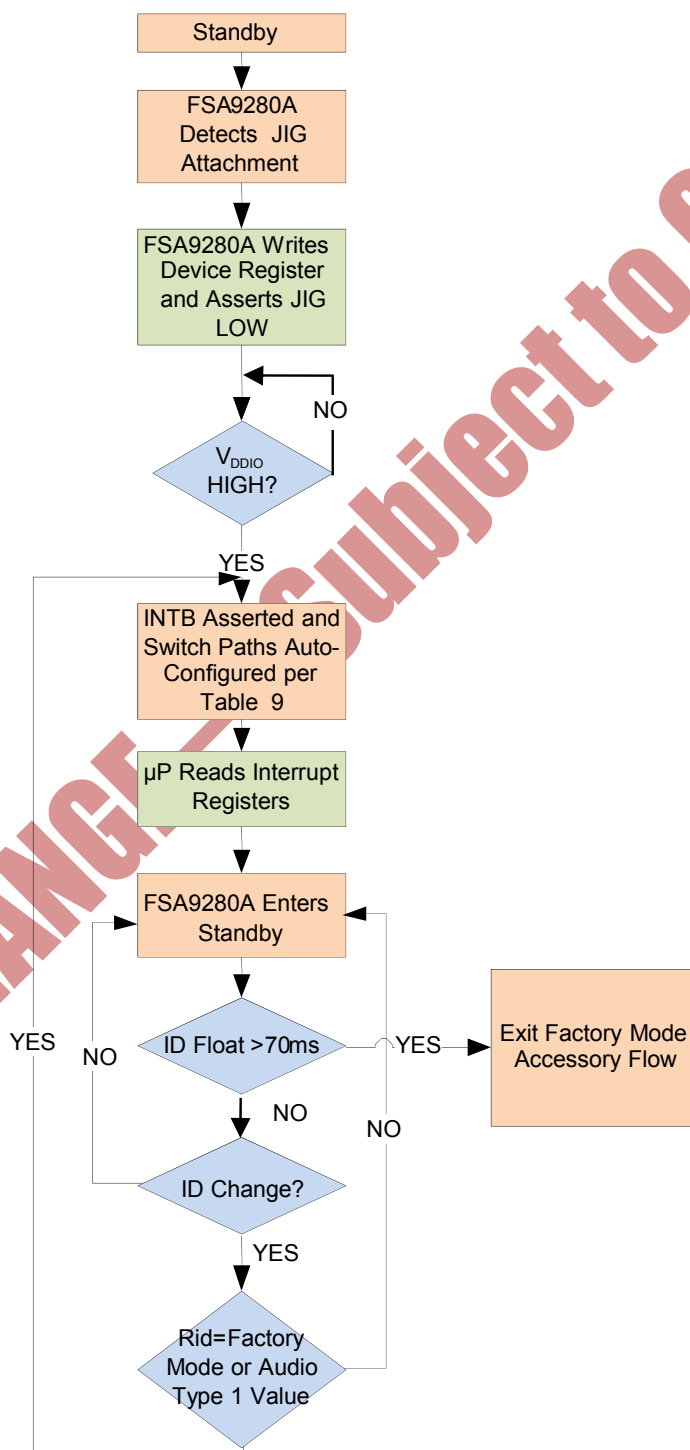 Standby
FSA9280A
Detects JIG
Attachment
FSA9280A Writes
Device Register
and Asserts JIG
LOW
NO
VDDIO
HIGH?
YES
INTB Asserted and
Switch Paths Auto-
Configured per
Table 9
µP Reads Interrupt
Registers
FSA9280A Enters
Standby
ID Float >70ms
YES
Exit Factory Mode
Accessory Flow
YES
NO
NO
NO
ID Change?
YES
Rid=Factory
Mode or Audio
Type 1 Value
ANGE – Subject to